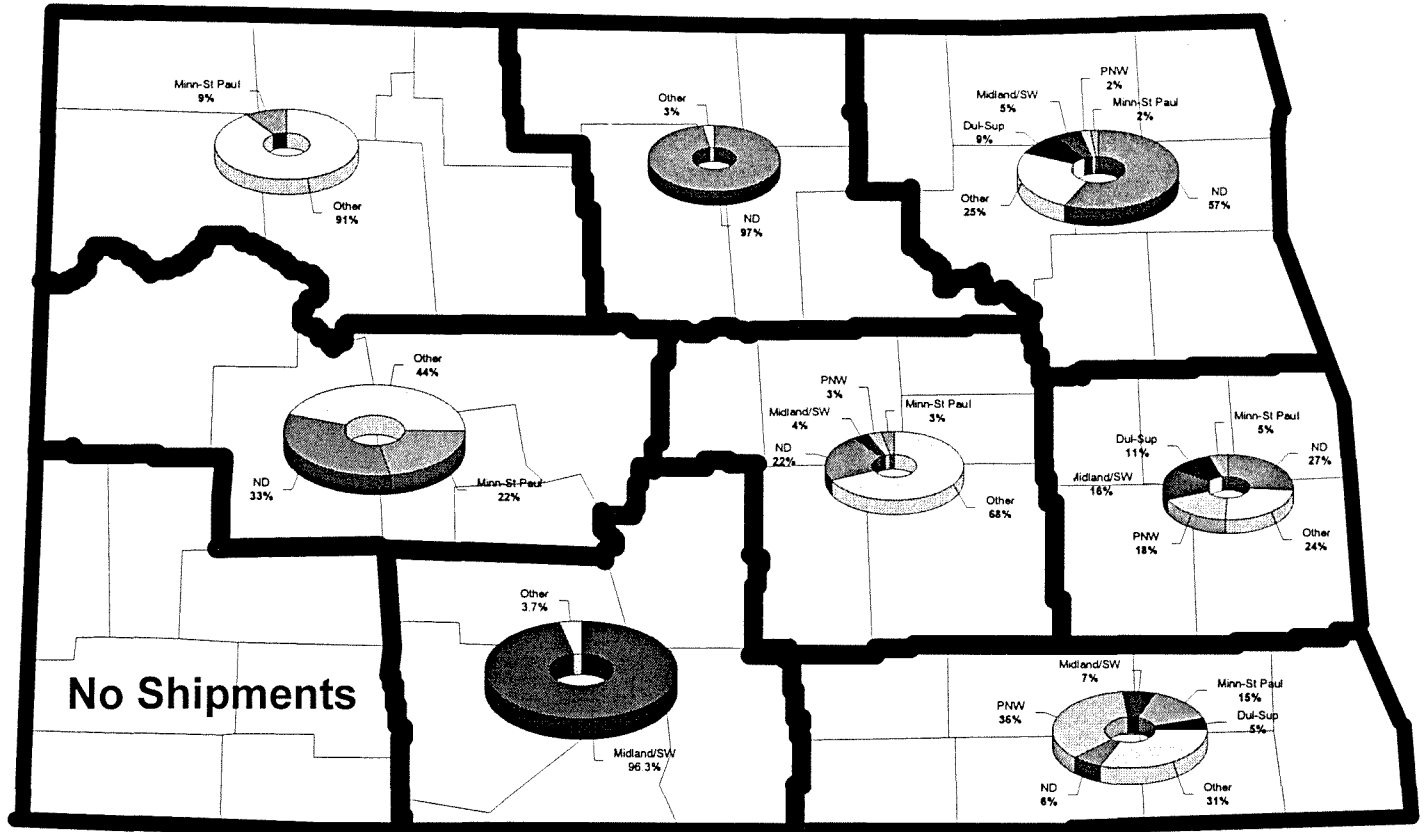 Minn-St Paul
9%
Other
91%
Other
3%
ND
97%
PNW
2%
Midland/SW
5%
Minn-St Paul
2%
Dul-Sup
9%
Other
25%
ND
57%
Other
44%
ND
33%
Minn-St Paul
22%
PNW
3%
Minn-St Paul
3%
Midland/SW
4%
ND
22%
Other
68%
Minn-St Paul
5%
Dul-Sup
11%
ND
27%
Midland/SW
16%
PNW
18%
Other
24%
No Shipments
Other
3.7%
Midland/SW
96.3%
Midland/SW
7%
Minn-St Paul
15%
PNW
36%
Dul-Sup
5%
ND
6%
Other
31%